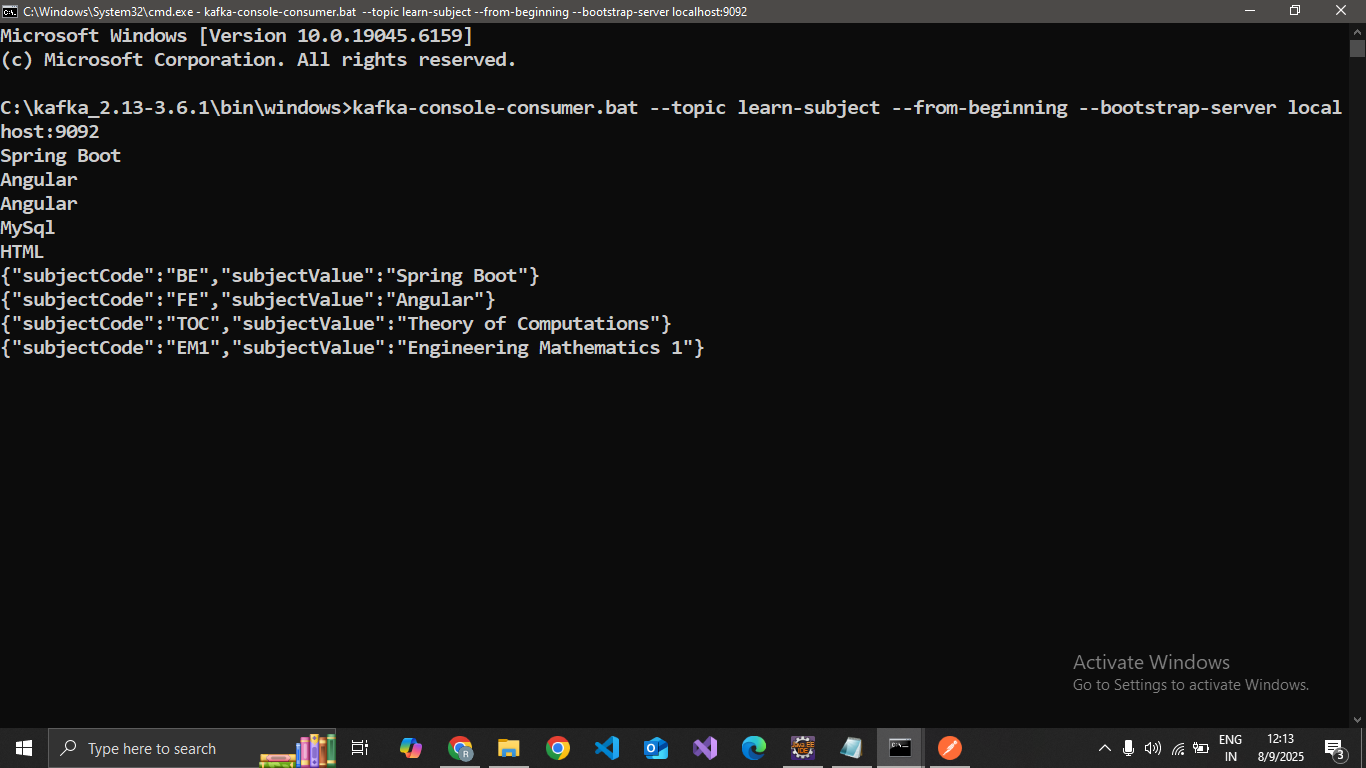 C:\Windows\System32\cmd.exe - kafka-console-consumer.bat  --topic learn-subject --from-beginning --bootstrap-server localhost:9092
Microsoft Windows [Version 10.0.19045.6159]
(c) Microsoft Corporation. All rights reserved.
C:\kafka_2.13-3.6.1\bin\windows>kafka-console-consumer.bat --topic learn-subject --from-beginning --bootstrap-server local
host:9092
Spring Boot
Angular
Angular
MySql
HTML
{"subjectCode":"BE","subjectValue":"Spring Boot"}
{"subjectCode":"FE","subjectValue":"Angular"}
{"subjectCode":"TOC","subjectValue":"Theory of Computations"}
{"subjectCode":"EM1","subjectValue":"Engineering Mathematics 1"}
Activate Windows
Go to Settings to activate Windows.
Type here to search
ENG
IN
12:13
8/9/2025
3